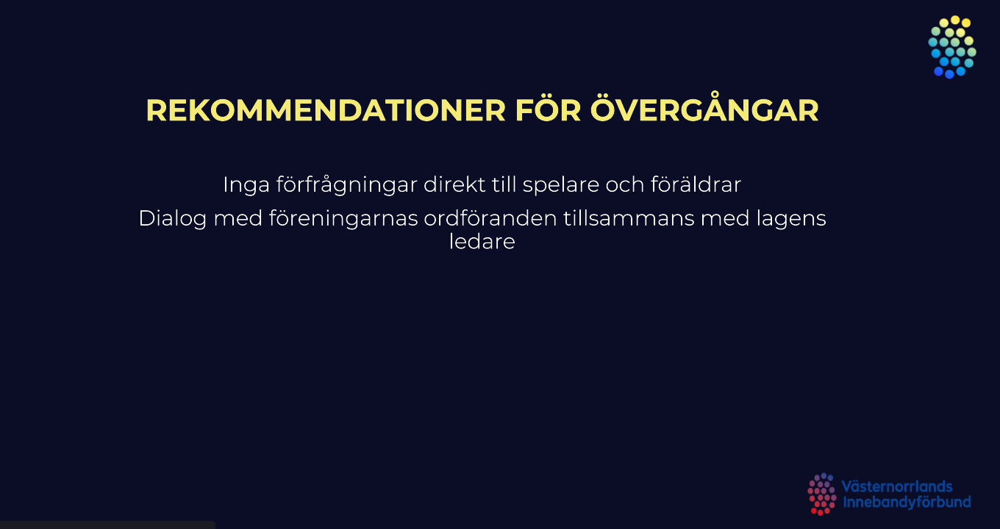 REKOMMENDATIONER FÖR ÖVERGÅNGAR
Inga förfrågningar direkt till spelare och föräldrar
Dialog med föreningarnas ordföranden tillsammans med lagens
ledare
Västernorrlands
Innebandyförbund